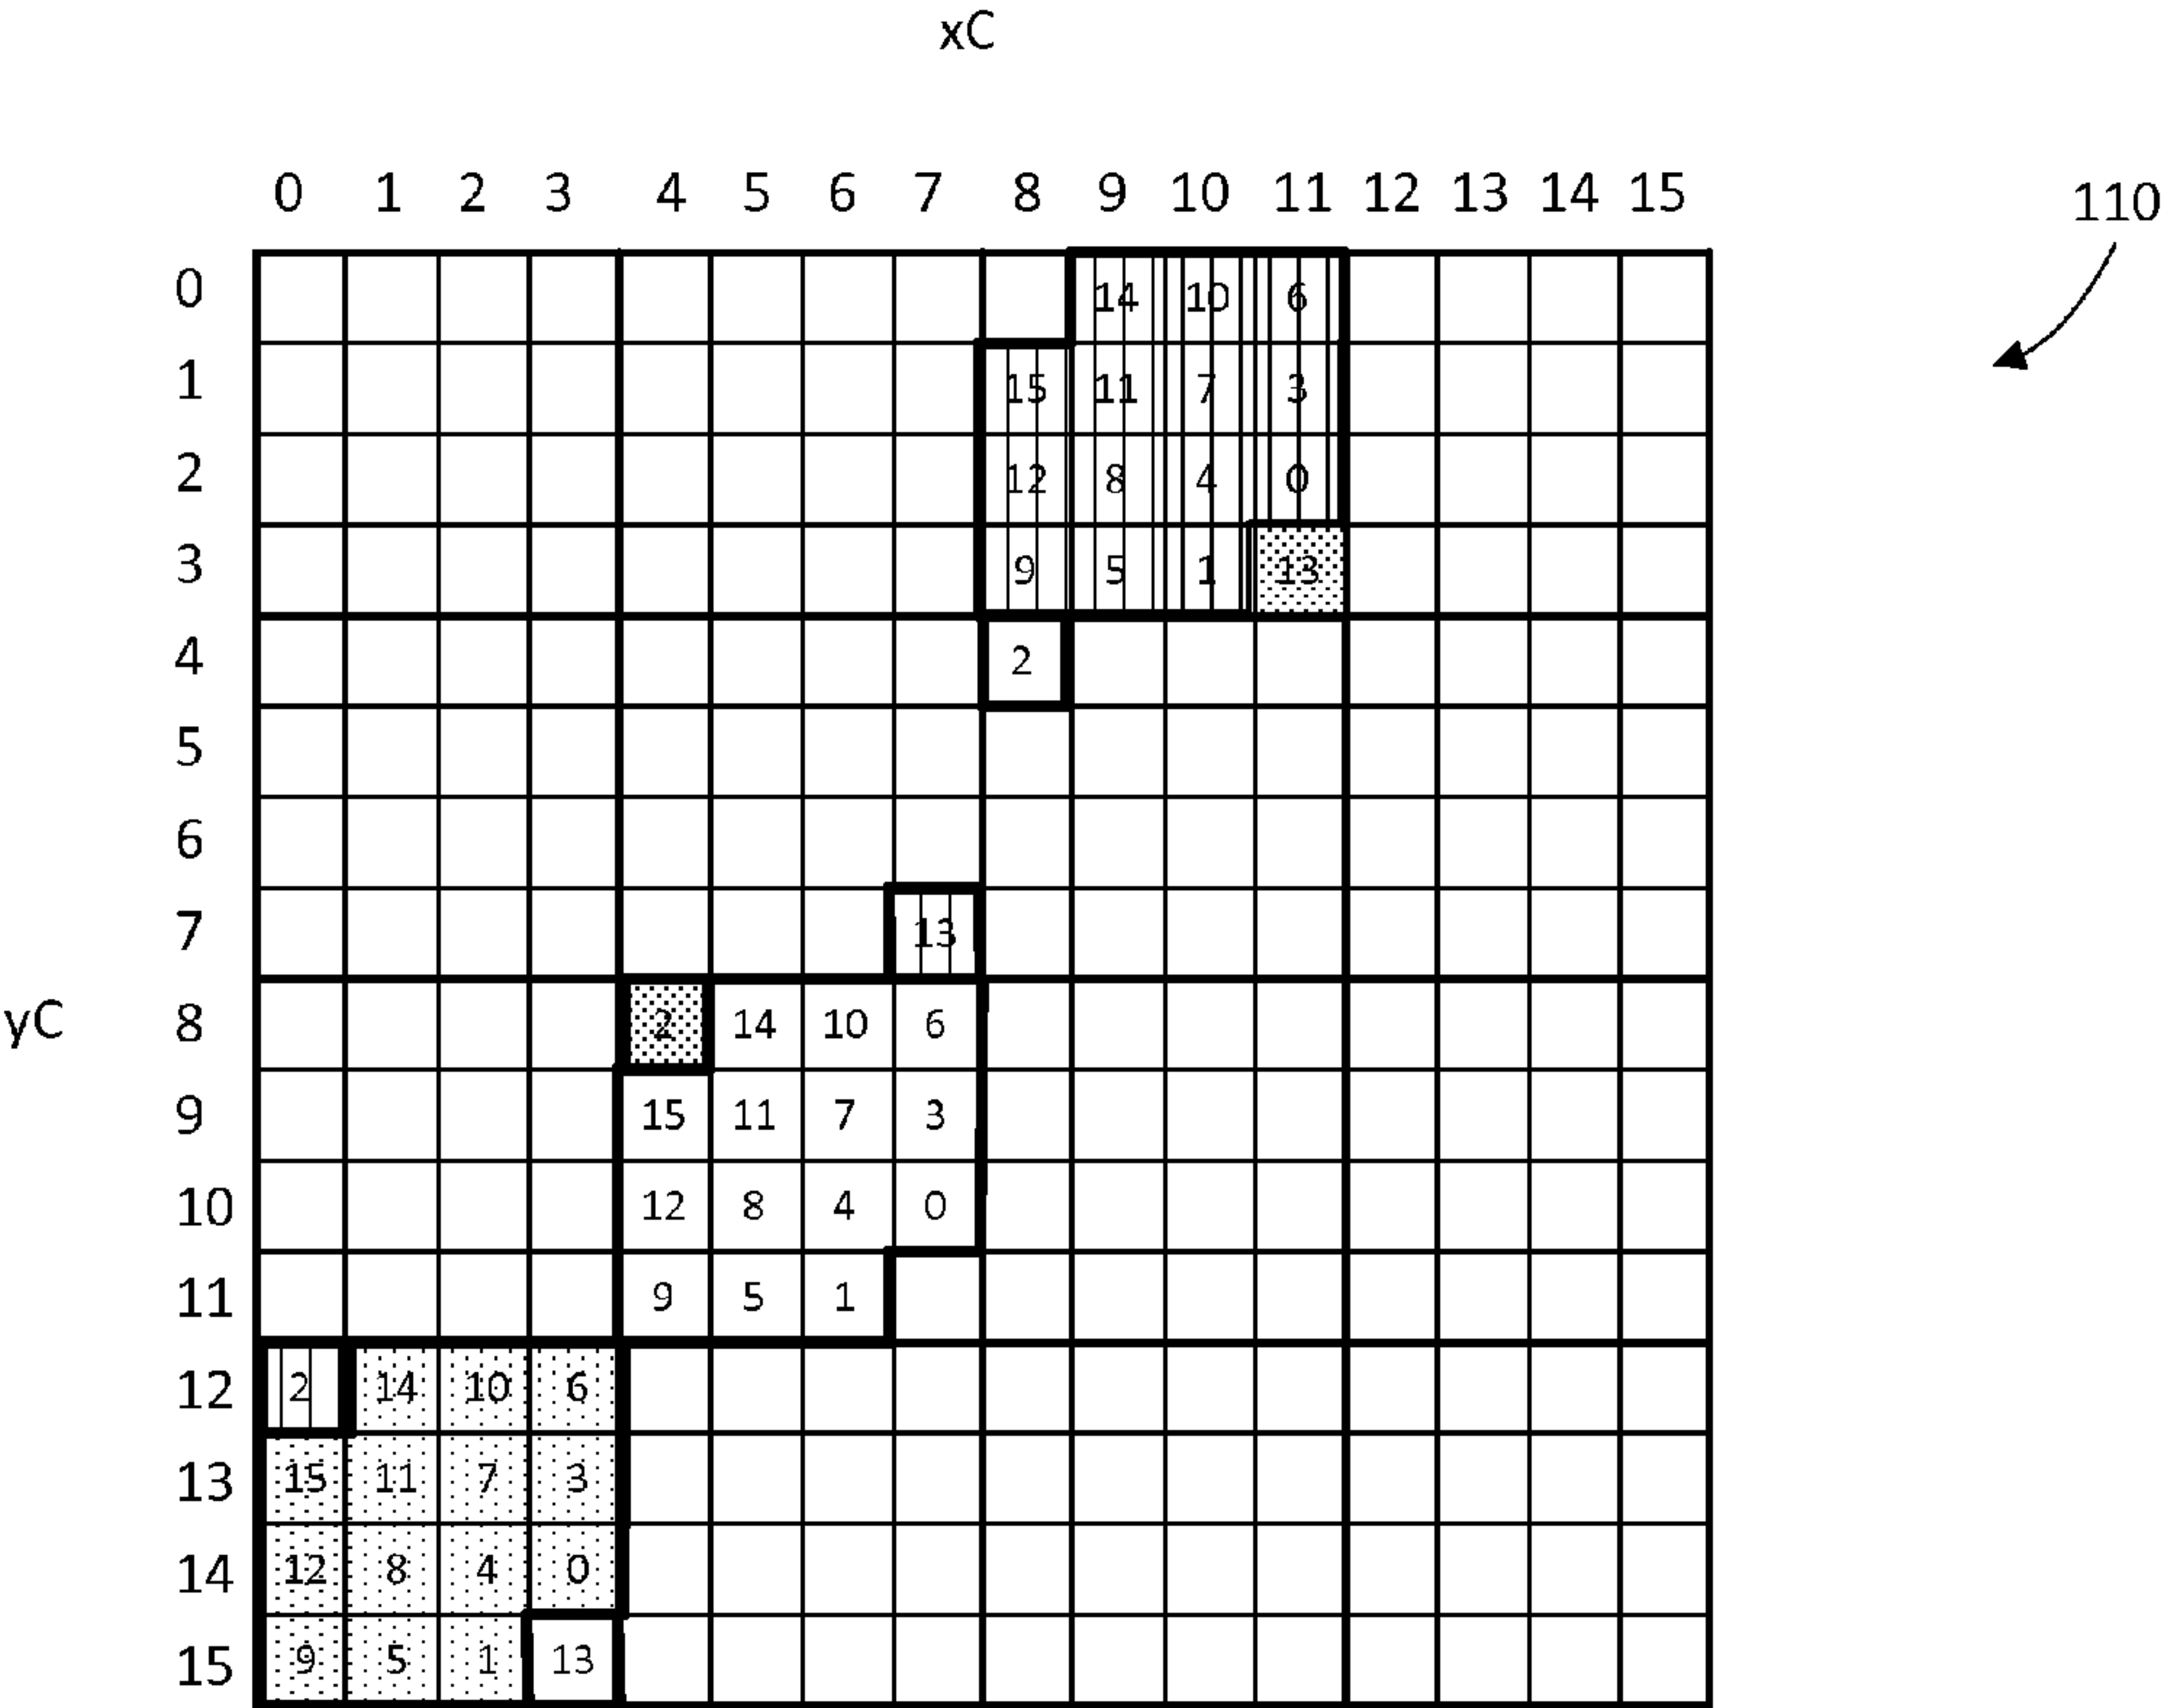 xC
0 1 2 3 4 5 6 7 8 9 10 11 12 13 14 15
110
0 14 10 6
1 15 11 7 3
2 12 8 4 0
3 9 5 1 13
4 2
5
6
7 13
yC
8 2 14 10 6
9 15 11 7 3
10 12 8 4 0
11 9 5 1
12 2 14 10 6
13 15 11 7 3
14 12 8 4 0
15 9 5 1 13